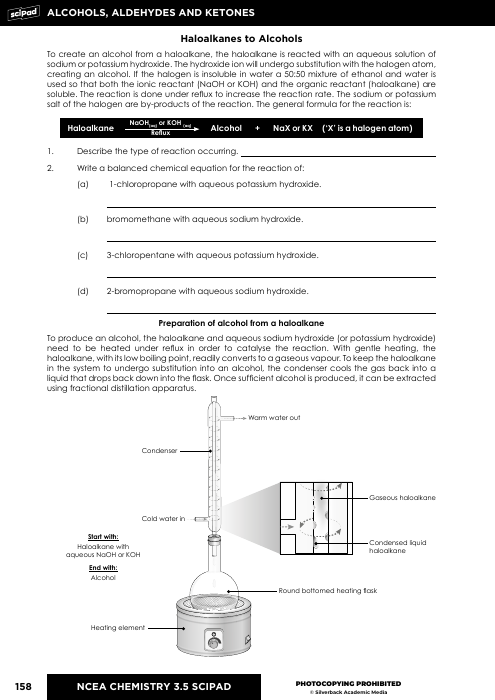 scipad ALCOHOLS, ALDEHYDES AND KETONES
Haloalkanes to Alcohols
To create an alcohol from a haloalkane, the haloalkane is reacted with an aqueous solution of
sodium or potassium hydroxide. The hydroxide ion will undergo substitution with the halogen atom,
creating an alcohol. If the halogen is insoluble in water a 50:50 mixture of ethanol and water is
used so that both the ionic reactant (NaOH or KOH) and the organic reactant (haloalkane) are
soluble. The reaction is done under reflux to increase the reaction rate. The sodium or potassium
salt of the halogen are by-products of the reaction. The general formula for the reaction is:
Haloalkane NaOH(aq) or KOH (aq) Reflux Alcohol + NaX or KX ('X' is a halogen atom)
1. Describe the type of reaction occurring.
2. Write a balanced chemical equation for the reaction of:
(a) 1-chloropropane with aqueous potassium hydroxide.
(b) bromomethane with aqueous sodium hydroxide.
(c) 3-chloropentane with aqueous potassium hydroxide.
(d) 2-bromopropane with aqueous sodium hydroxide.
Preparation of alcohol from a haloalkane
To produce an alcohol, the haloalkane and aqueous sodium hydroxide (or potassium hydroxide)
need to be heated under reflux in order to catalyse the reaction. With gentle heating, the
haloalkane, with its low boiling point, readily converts to a gaseous vapour. To keep the haloalkane
in the system to undergo substitution into an alcohol, the condenser cools the gas back into a
liquid that drops back down into the flask. Once sufficient alcohol is produced, it can be extracted
using fractional distillation apparatus.
Warm water out
Condenser
Gaseous haloalkane
Cold water in
Start with:
Haloalkane with
aqueous NaOH or KOH
Condensed liquid
haloalkane
End with:
Alcohol
Round bottomed heating flask
Heating element
158 NCEA CHEMISTRY 3.5 SCIPAD
PHOTOCOPYING PROHIBITED
© Silverback Academic Media